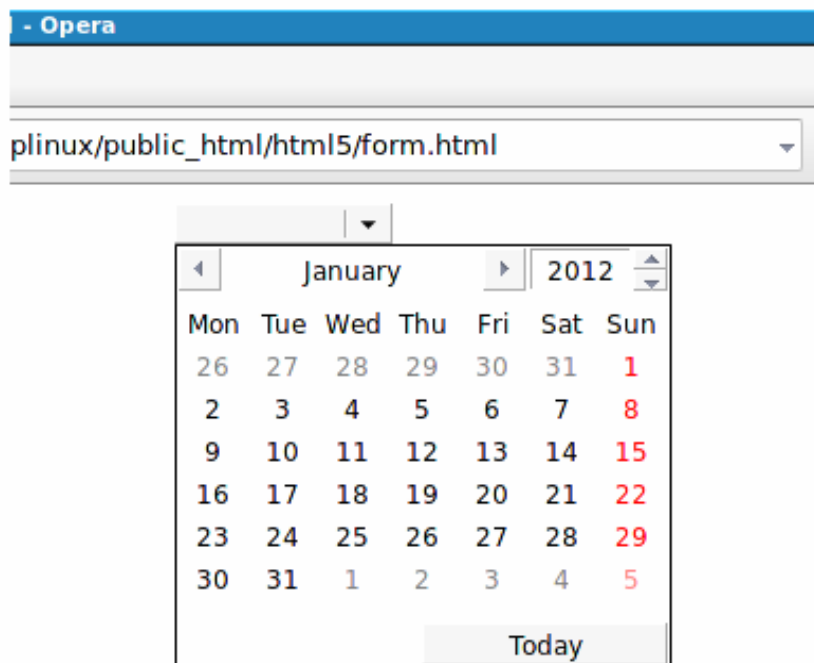 - Opera
plinux/public_html/html5/form.html
January 2012
Mon Tue Wed Thu Fri Sat Sun
26 27 28 29 30 31 1
2 3 4 5 6 7 8
9 10 11 12 13 14 15
16 17 18 19 20 21 22
23 24 25 26 27 28 29
30 31 1 2 3 4 5
Today